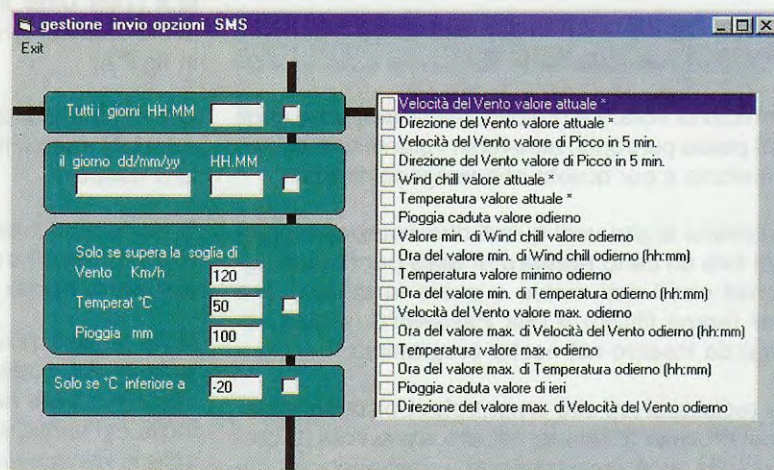 gestione invio opzioni SMS
Exit
Tutti i giorni HH.MM
il giorno dd/mm/yy HH.MM
Solo se supera la soglia di
Vento Km/h 120
Temperat °C 50
Pioggia mm 100
Solo se °C inferiore a -20
Velocità del Vento valore attuale *
Direzione del Vento valore attuale *
Velocità del Vento valore di Picco in 5 min.
Direzione del Vento valore di Picco in 5 min.
Wind chill valore attuale *
Temperatura valore attuale *
Pioggia caduta valore odierno
Valore min. di Wind chill valore odierno
Ora del valore min. di Wind chill odierno (hh:mm)
Temperatura valore minimo odierno
Ora del valore min. di Temperatura odierno (hh:mm)
Velocità del Vento valore max. odierno
Ora del valore max. di Velocità del Vento odierno (hh:mm)
Temperatura valore max. odierno
Ora del valore max. di Temperatura odierno (hh:mm)
Pioggia caduta valore di ieri
Direzione del valore max. di Velocità del Vento odierno